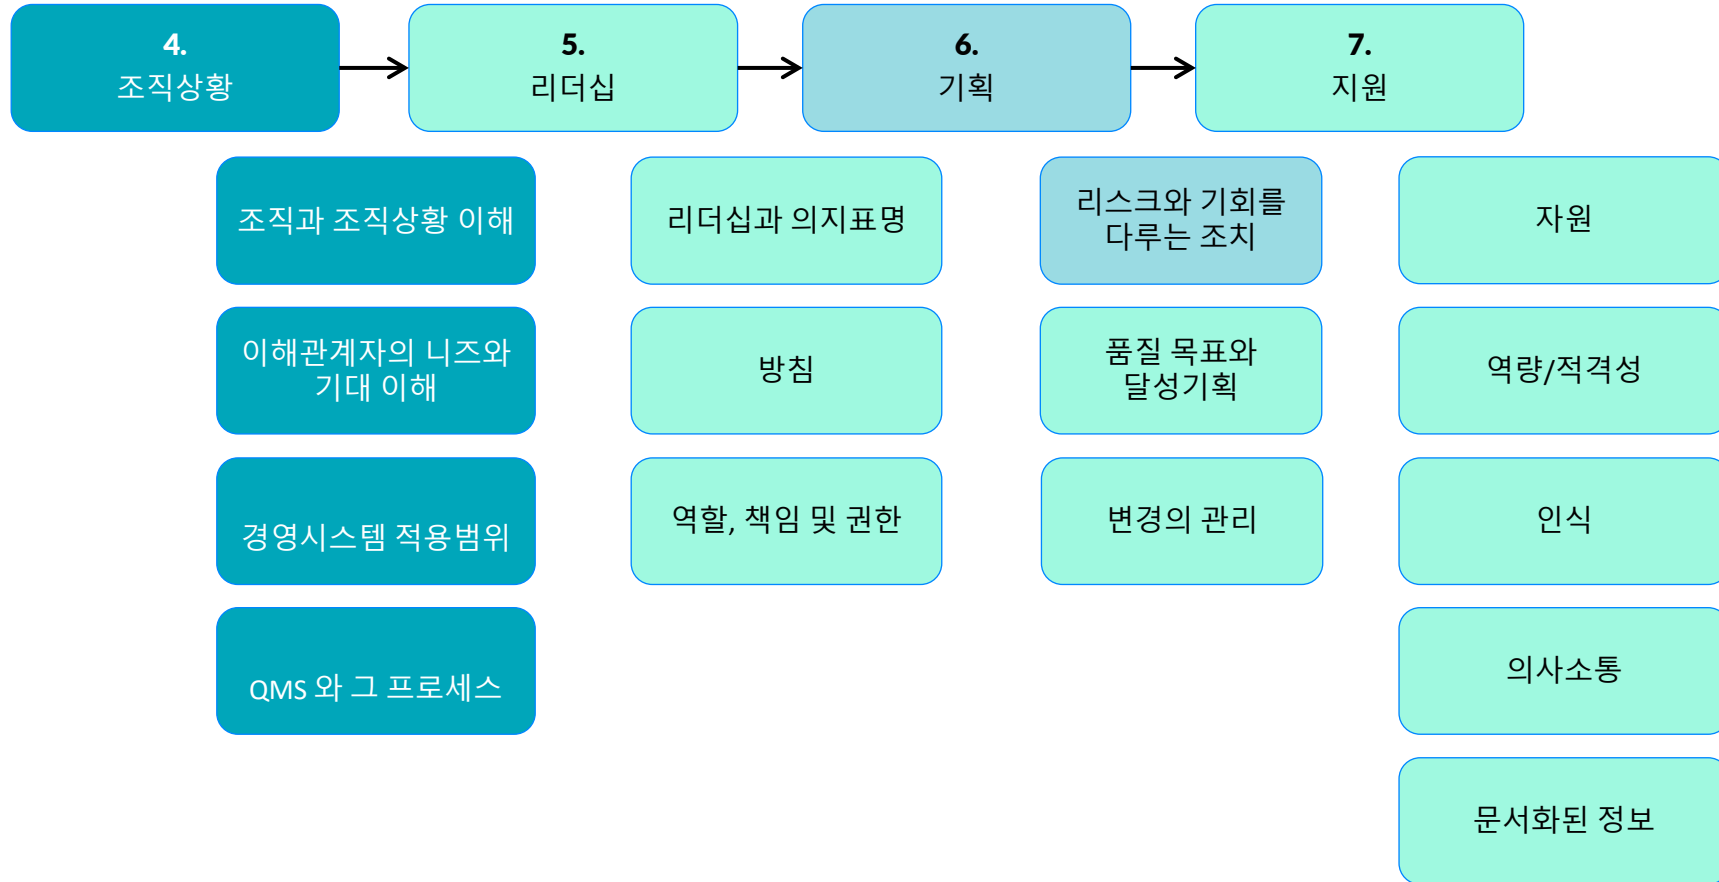 4.
조직상황
5.
리더십
6.
기획
7.
지원
조직과 조직상황 이해
리더십과 의지표명
리스크와 기회를
다루는 조치
자원
이해관계자의 니즈와
기대 이해
방침
품질 목표와
달성기획
역량/적격성
경영시스템 적용범위
역할, 책임 및 권한
변경의 관리
인식
QMS 와 그 프로세스
의사소통
문서화된 정보